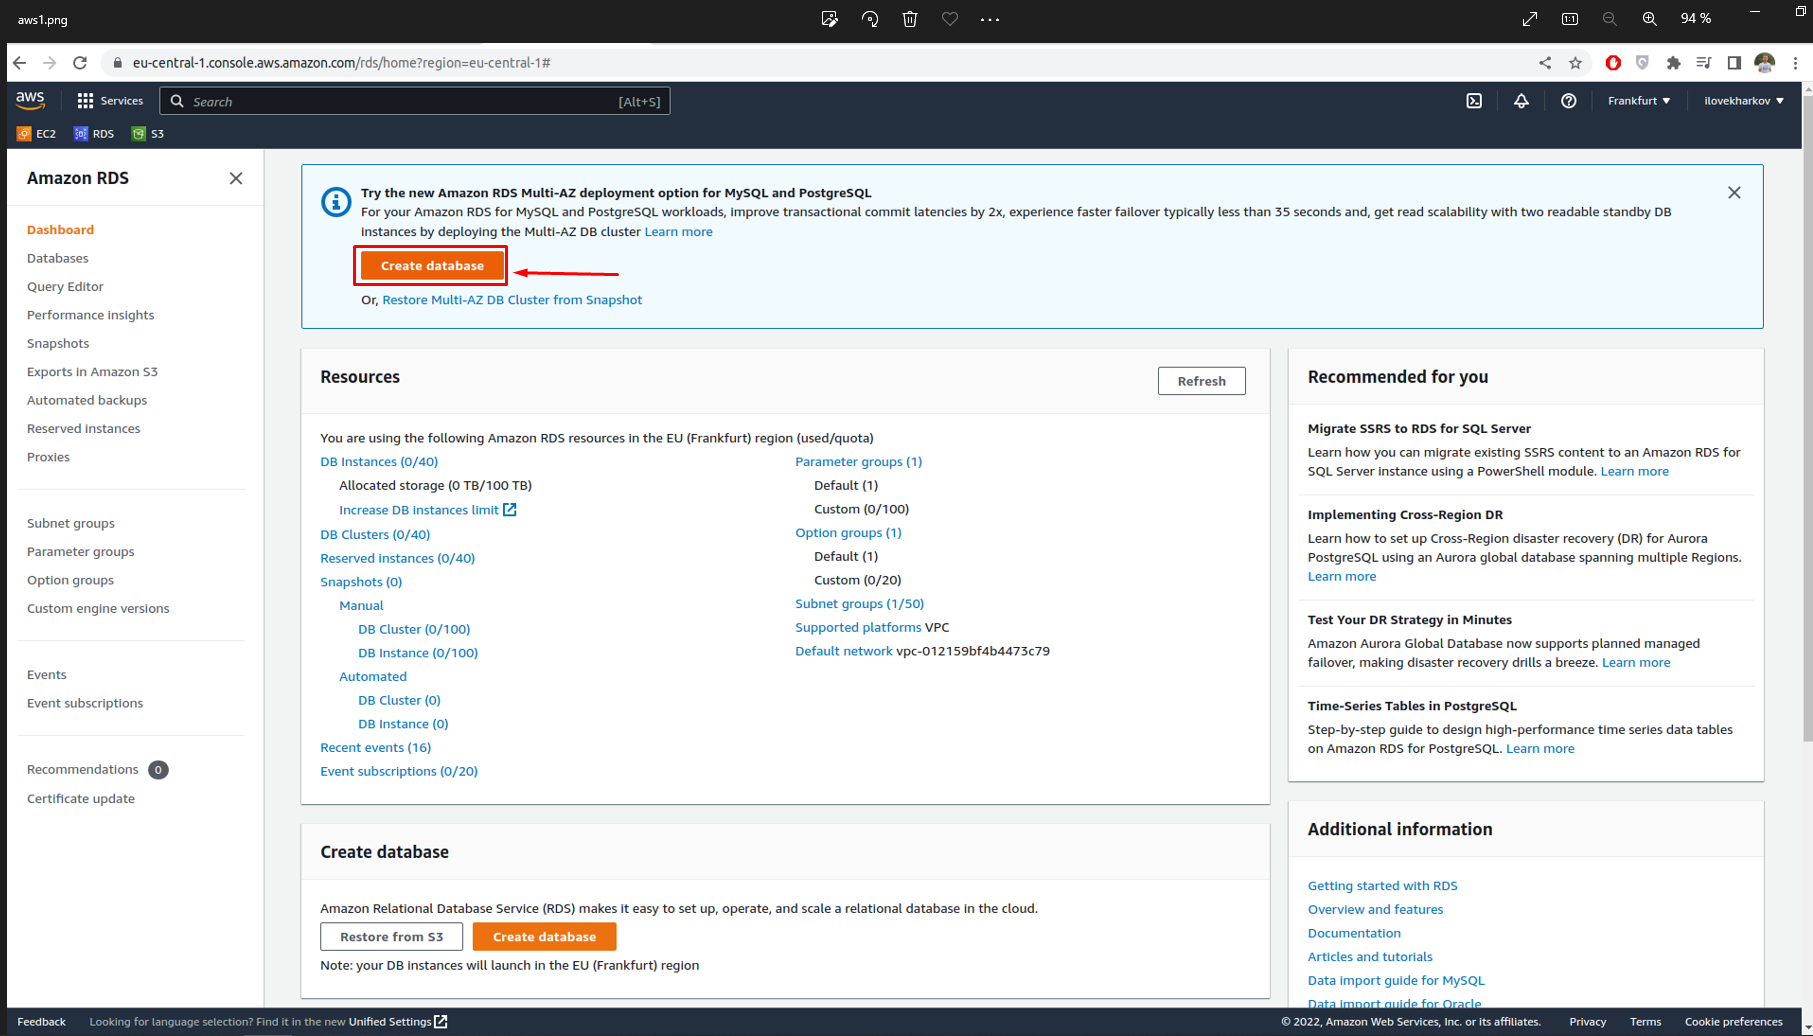 aws1.png
94 %
eu-central-1.console.aws.amazon.com/rds/home?region=eu-central-1#
aws
Services
Search
[Alt+S]
Frankfurt
ilovekharkov
EC2
RDS
S3
Amazon RDS
Dashboard
Databases
Query Editor
Performance insights
Snapshots
Exports in Amazon S3
Automated backups
Reserved instances
Proxies
Subnet groups
Parameter groups
Option groups
Custom engine versions
Events
Event subscriptions
Recommendations 0
Certificate update
Try the new Amazon RDS Multi-AZ deployment option for MySQL and PostgreSQL
For your Amazon RDS for MySQL and PostgreSQL workloads, improve transactional commit latencies by 2x, experience faster failover typically less than 35 seconds and, get read scalability with two readable standby DB
instances by deploying the Multi-AZ DB cluster Learn more
Create database
Or, Restore Multi-AZ DB Cluster from Snapshot
Resources
Refresh
You are using the following Amazon RDS resources in the EU (Frankfurt) region (used/quota)
DB Instances (0/40)
Allocated storage (0 TB/100 TB)
Increase DB instances limit
DB Clusters (0/40)
Reserved instances (0/40)
Snapshots (0)
Manual
DB Cluster (0/100)
DB Instance (0/100)
Automated
DB Cluster (0)
DB Instance (0)
Recent events (16)
Event subscriptions (0/20)
Parameter groups (1)
Default (1)
Custom (0/100)
Option groups (1)
Default (1)
Custom (0/20)
Subnet groups (1/50)
Supported platforms VPC
Default network vpc-012159bf4b4473c79
Create database
Amazon Relational Database Service (RDS) makes it easy to set up, operate, and scale a relational database in the cloud.
Restore from S3
Create database
Note: your DB instances will launch in the EU (Frankfurt) region
Recommended for you
Migrate SSRS to RDS for SQL Server
Learn how you can migrate existing SSRS content to an Amazon RDS for
SQL Server instance using a PowerShell module. Learn more
Implementing Cross-Region DR
Learn how to set up Cross-Region disaster recovery (DR) for Aurora
PostgreSQL using an Aurora global database spanning multiple Regions.
Learn more
Test Your DR Strategy in Minutes
Amazon Aurora Global Database now supports planned managed
failover, making disaster recovery drills a breeze. Learn more
Time-Series Tables in PostgreSQL
Step-by-step guide to design high-performance time series data tables
on Amazon RDS for PostgreSQL. Learn more
Additional information
Getting started with RDS
Overview and features
Documentation
Articles and tutorials
Data import guide for MySQL
Data import guide for Oracle
Feedback
Looking for language selection? Find it in the new Unified Settings
© 2022, Amazon Web Services, Inc. or its affiliates.
Privacy
Terms
Cookie preferences